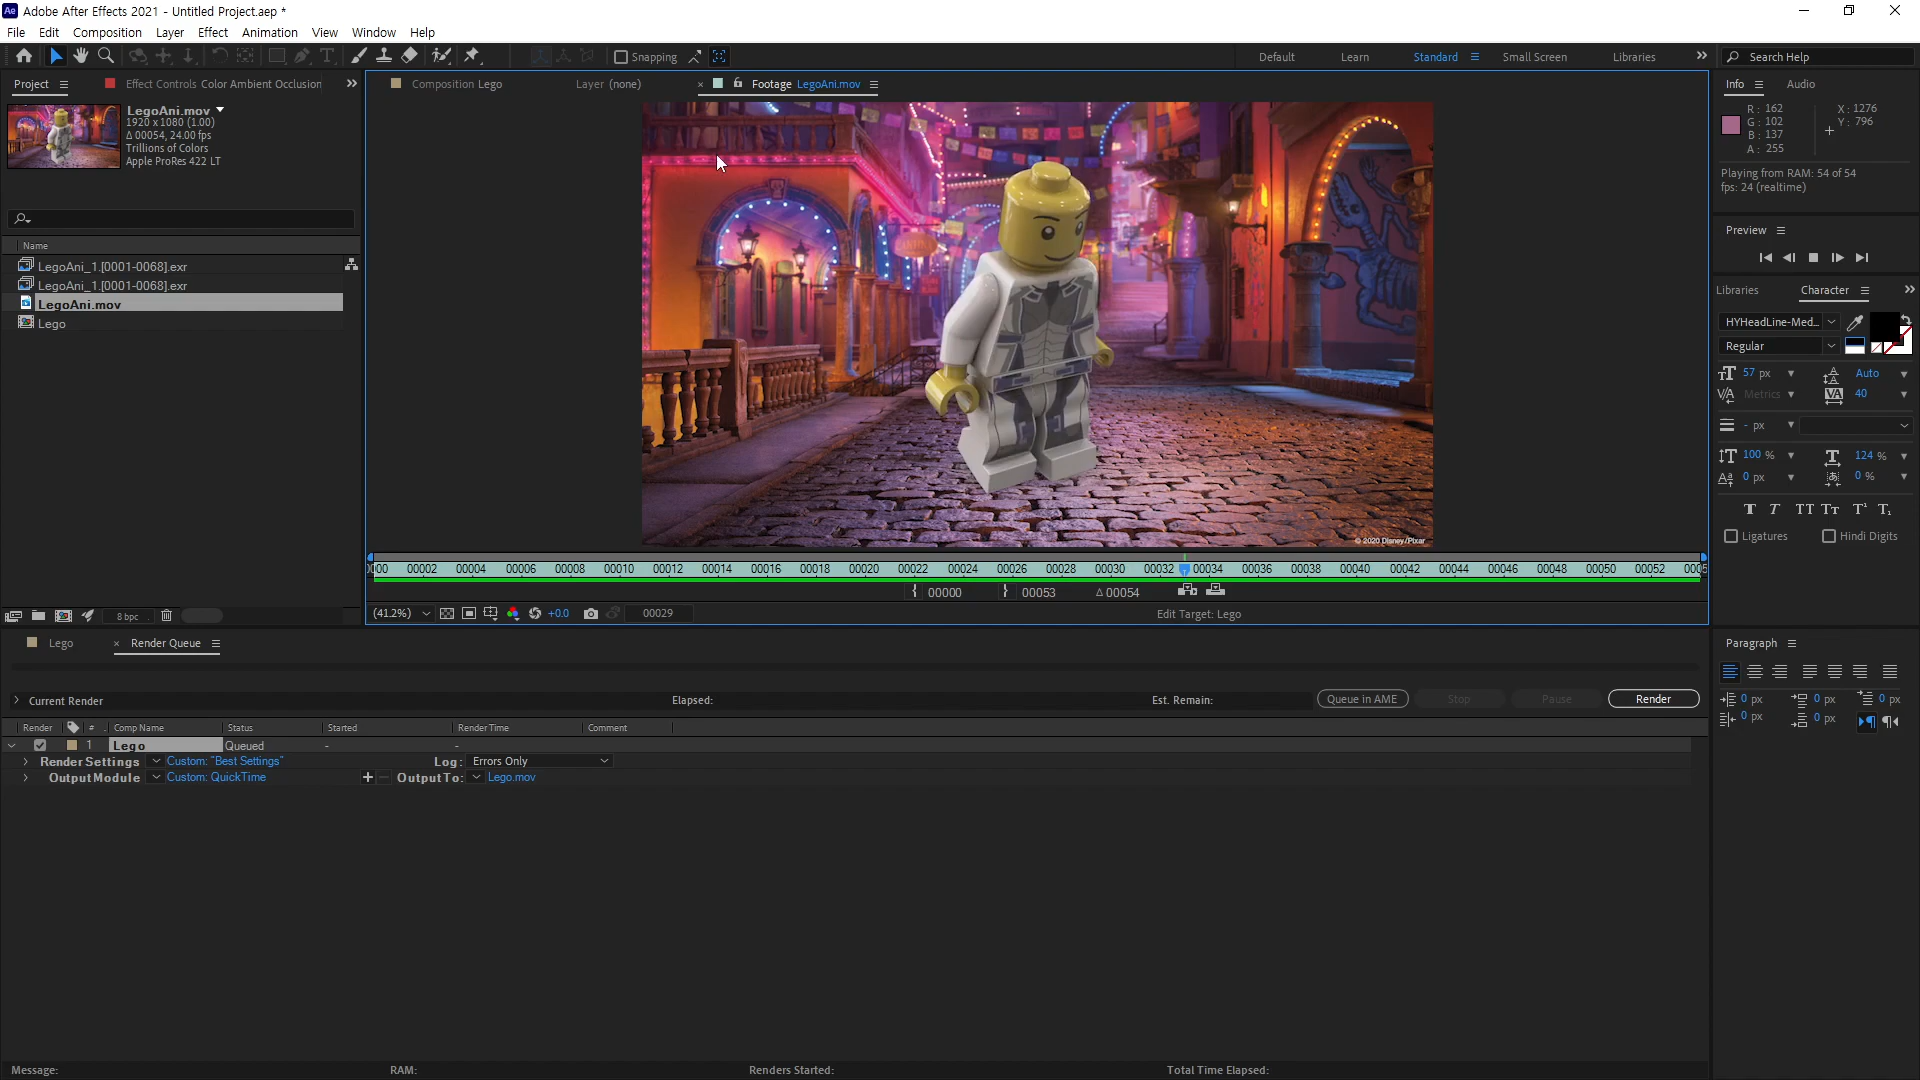 Ae Adobe After Effects 2021 - Untitled Project.aep *
File Edit Composition Layer Effect Animation View Window Help
Snapping
Default Learn Standard Small Screen Libraries
Search Help
Project Effect Controls Color Ambient Occlusion
Composition Lego Layer (none) Footage LegoAni.mov
Info Audio
LegoAni.mov
1920 x 1080 (1.00)
Δ 00054, 24.00 fps
Trillions of Colors
Apple ProRes 422 LT
R: 162 X: 1276
G: 102 Y: 796
B: 137
A: 255
Playing from RAM: 54 of 54
fps: 24 (realtime)
Preview
Name
LegoAni_1.[0001-0068].exr
LegoAni_1.[0001-0068].exr
LegoAni.mov
Lego
Libraries Character
HYHeadLine-Med...
Regular
57 px Auto
Metrics 40
- px
100 % 124 %
0 px 0 %
T T TT Tr T¹ T₁
Ligatures Hindi Digits
© 2020 Disney/Pixar
00002 00004 00006 00008 00010 00012 00014 00016 00018 00020 00022 00024 00026 00028 00030 00032 00034 00036 00038 00040 00042 00044 00046 00048 00050 00052
00000 00053 Δ 00054
8 bpc
(41.2%) +0.0 00029 Edit Target: Lego
Lego Render Queue
Paragraph
0 px 0 px 0 px
0 px 0 px
Current Render Elapsed: Est. Remain: Queue in AME Stop Pause Render
Render # Comp Name Status Started Render Time Comment
1 Lego Queued - -
Render Settings Custom: "Best Settings" Log: Errors Only
Output Module Custom: QuickTime + Output To: Lego.mov
Message: RAM: Renders Started: Total Time Elapsed: